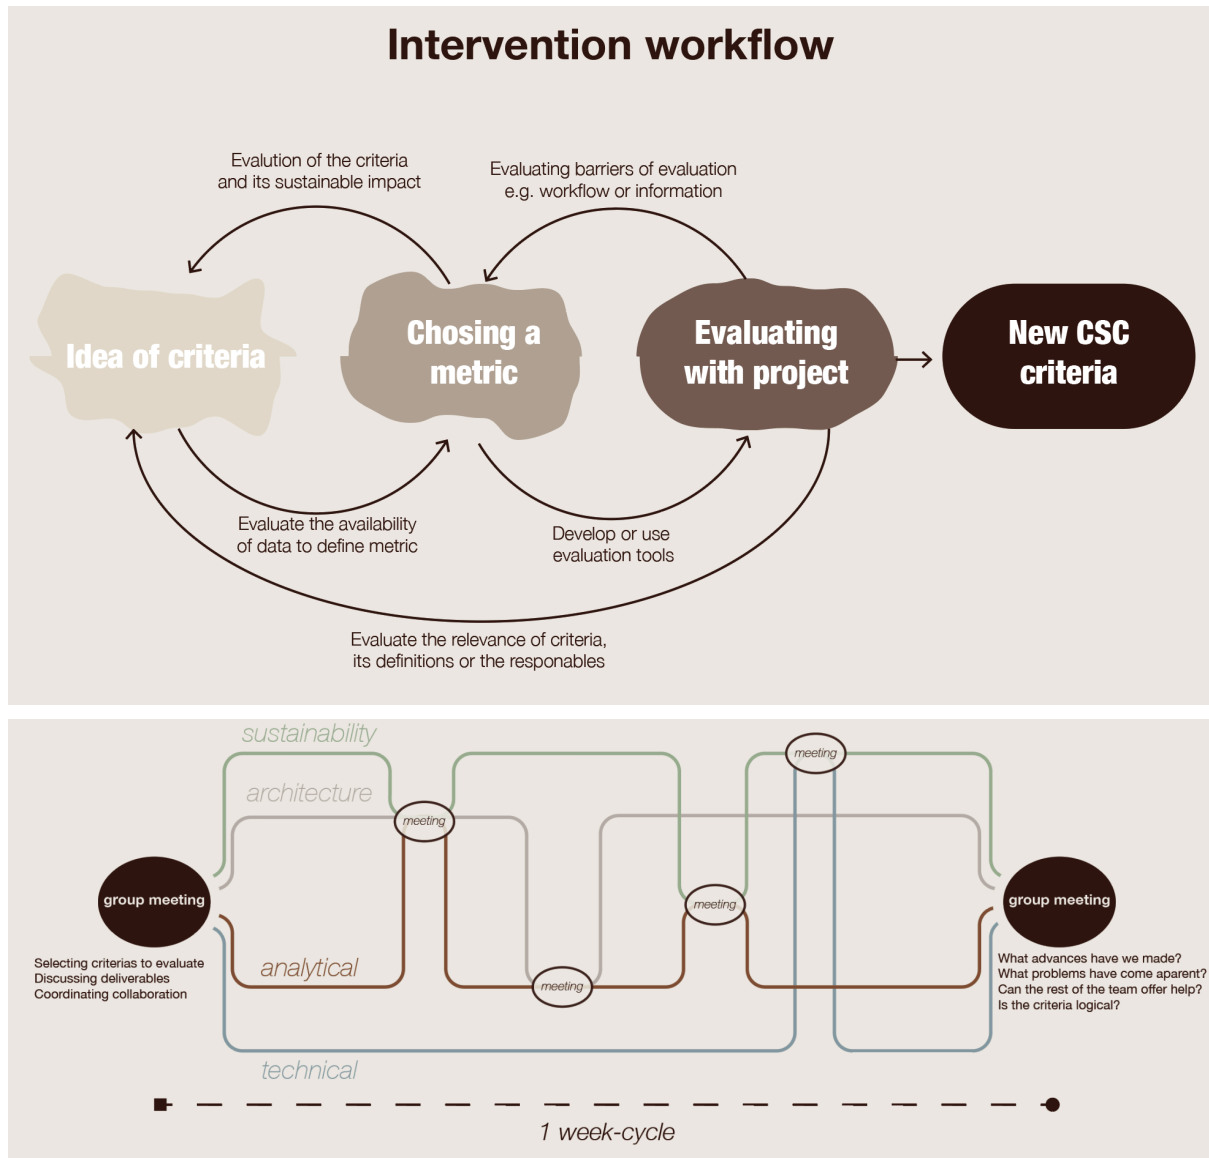 Intervention workflow
Evalution of the criteria
and its sustainable impact
Evaluating barriers of evaluation
e.g. workflow or information
Idea of criteria
Chosing a
metric
Evaluating
with project
New CSC
criteria
Evaluate the availability
of data to define metric
Develop or use
evaluation tools
Evaluate the relevance of criteria,
its definitions or the responables
sustainability
meeting
architecture
meeting
group meeting
meeting
group meeting
Selecting criterias to evaluate
Discussing deliverables
Coordinating collaboration
analytical
meeting
What advances have we made?
What problems have come aparent?
Can the rest of the team offer help?
Is the criteria logical?
technical
1 week-cycle